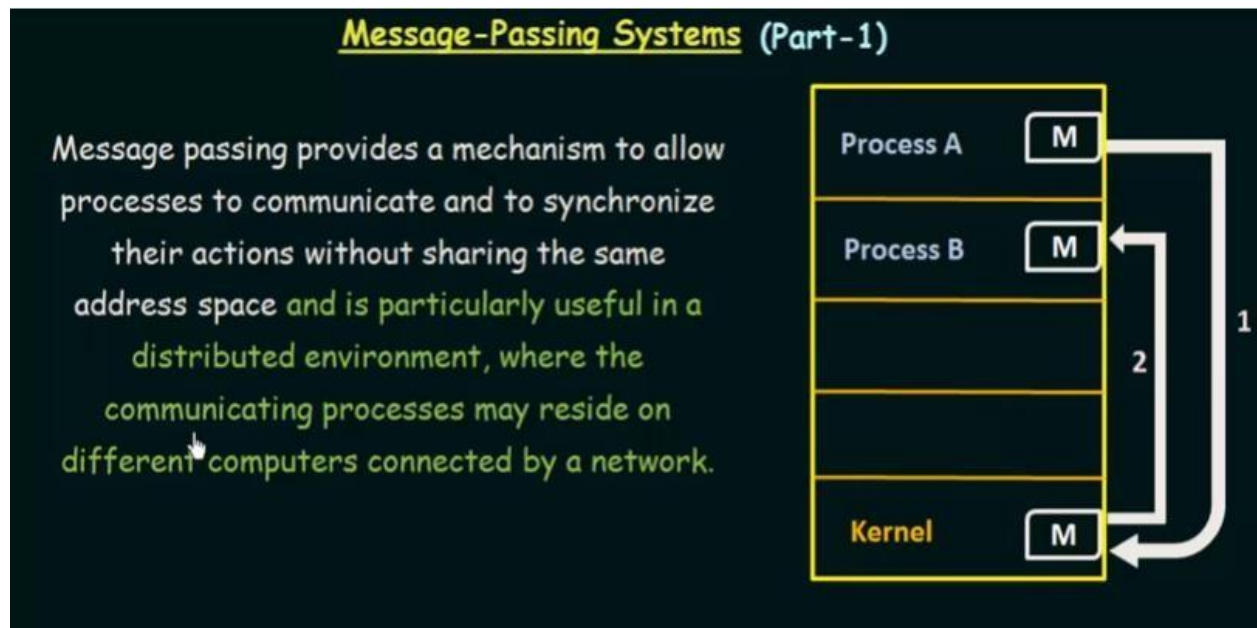 Message-Passing Systems (Part-1)
Message passing provides a mechanism to allow
processes to communicate and to synchronize
their actions without sharing the same
address space and is particularly useful in a
distributed environment, where the
communicating processes may reside on
different computers connected by a network.
Process A M
Process B M
1
2
Kernel M